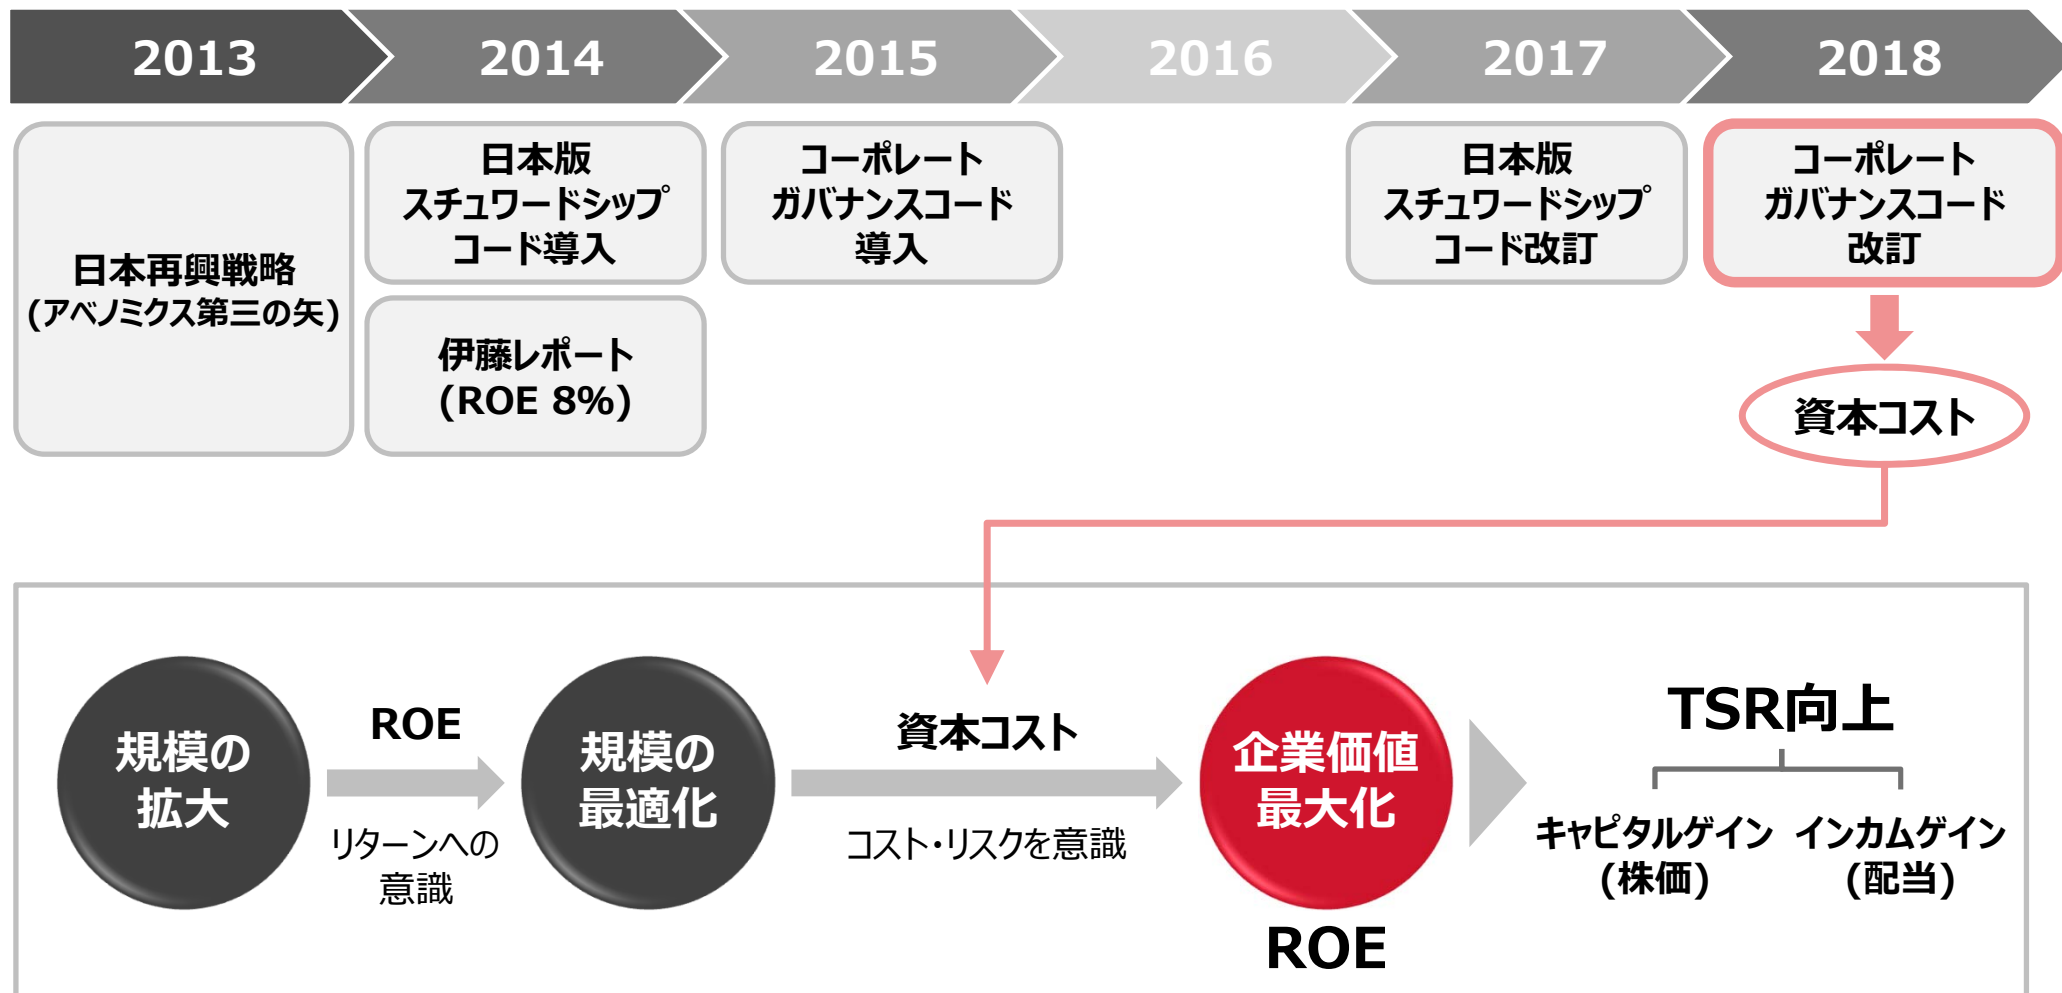 2013
2014
2015
2016
2017
2018
日本再興戦略
(アベノミクス第三の矢)
日本版
スチュワードシップ
コード導入
伊藤レポート
(ROE 8%)
コーポレート
ガバナンスコード
導入
日本版
スチュワードシップ
コード改訂
コーポレート
ガバナンスコード
改訂
資本コスト
規模の
拡大
ROE
リターンへの
意識
規模の
最適化
資本コスト
コスト・リスクを意識
企業価値
最大化
ROE
TSR向上
キャピタルゲイン
(株価)
インカムゲイン
(配当)